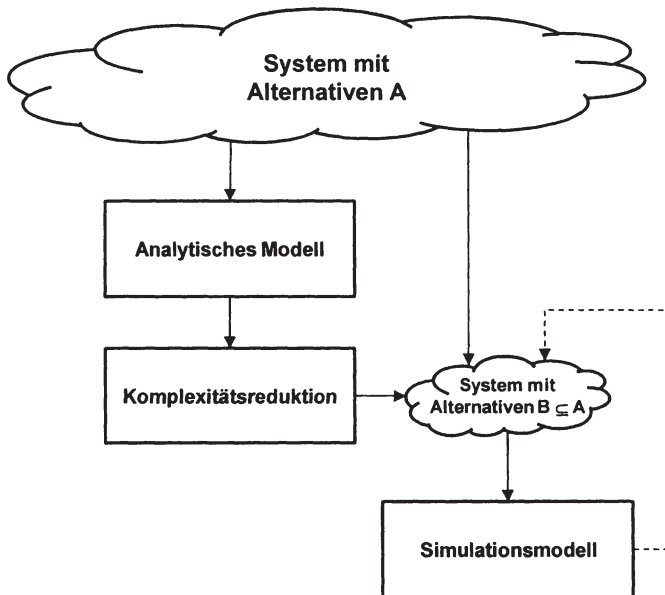 System mit
Alternativen A
Analytisches Modell
Komplexitätsreduktion
System mit
Alternativen B ⊆ A
Simulationsmodell